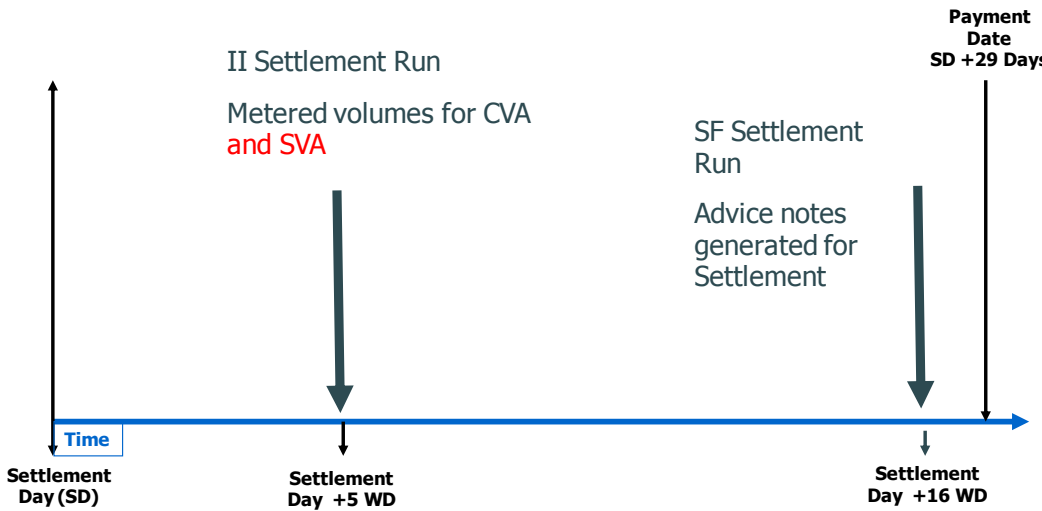 Payment
Date
SD +29 Days
II Settlement Run
Metered volumes for CVA
and SVA
SF Settlement
Run
Advice notes
generated for
Settlement
Time
Settlement
Day (SD)
Settlement
Day +5 WD
Settlement
Day +16 WD